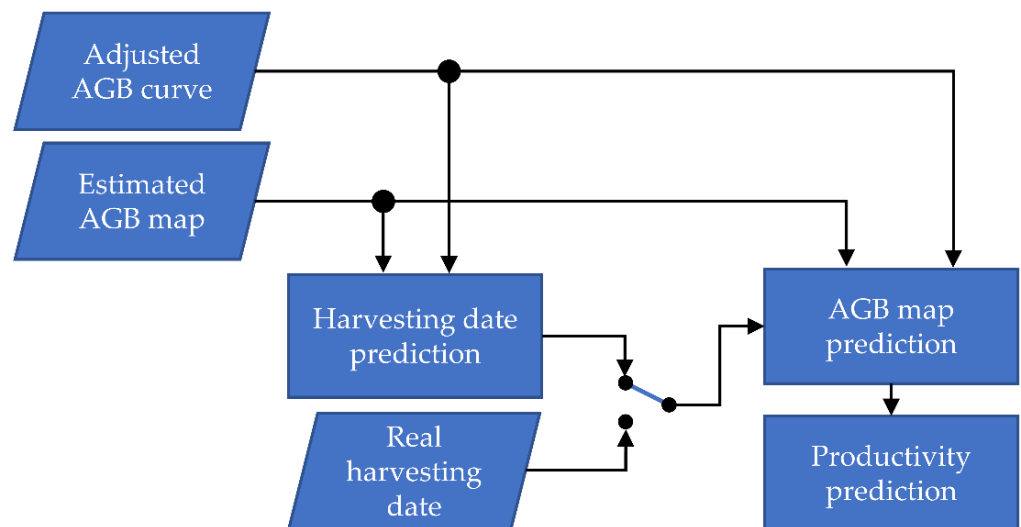 Adjusted
AGB curve
Estimated
AGB map
Harvesting date
prediction
AGB map
prediction
Real
harvesting
date
Productivity
prediction